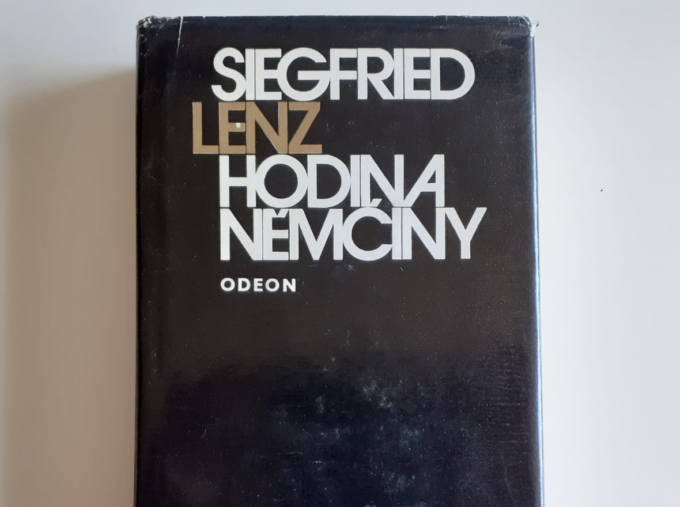 SIEGFRIED
LENZ
HODINA
NĚMČINY
ODEON